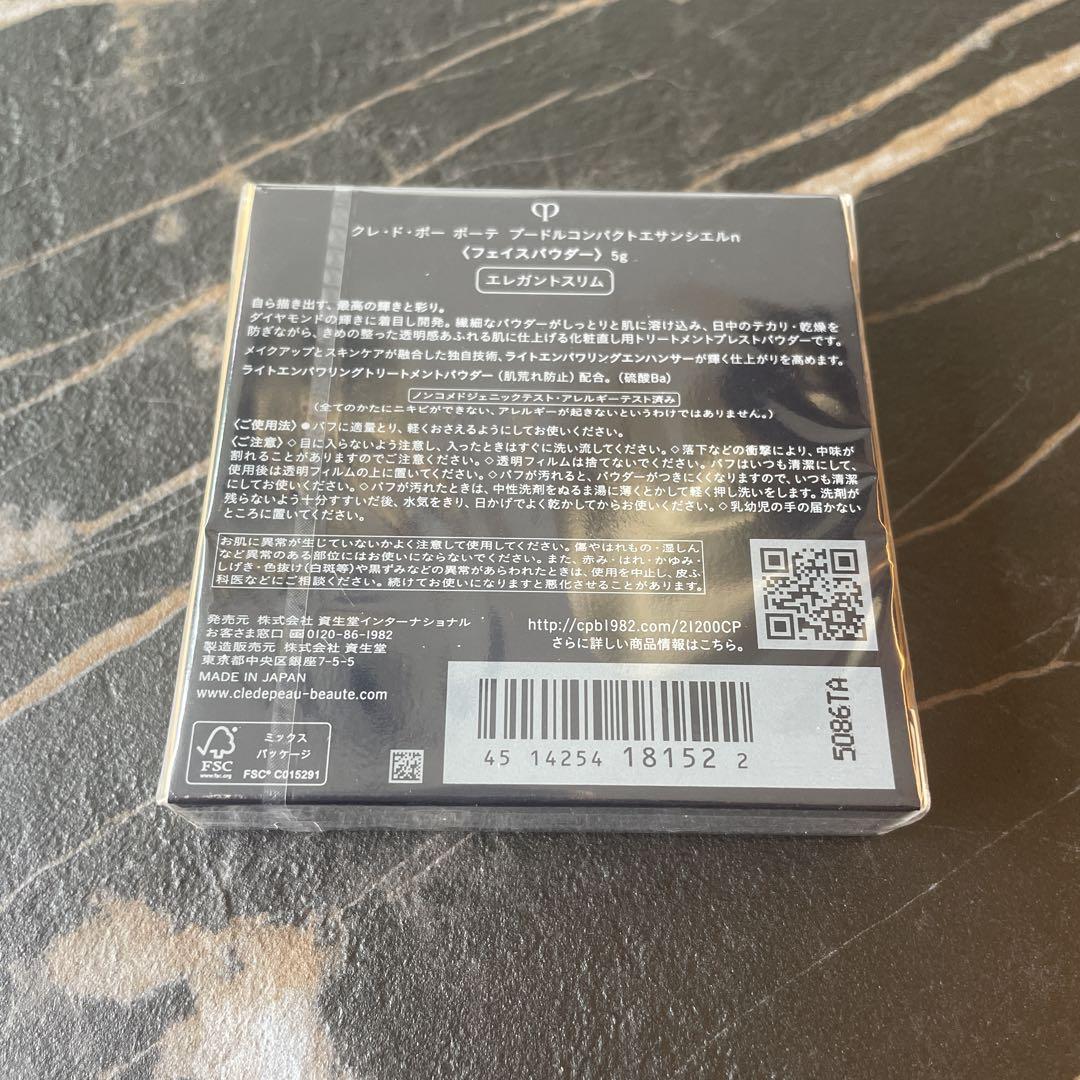 クレ・ド・ポー ボーテ プードルコンパクトエサンシエルn
〈フェイスパウダー〉5g
エレガントスリム
自ら描き出す、最高の輝きと彩り。
ダイヤモンドの輝きに着目し開発。繊細なパウダーがしっとりと肌に溶け込み、日中のテカリ・乾燥を
防ぎながら、きめの整った透明感あふれる肌に仕上げる化粧直し用トリートメントプレストパウダーです。
メイクアップとスキンケアが融合した独自技術、ライトエンパワリングエンハンサーが輝く仕上がりを高めます。
ライトエンパワリングトリートメントパウダー（肌荒れ防止）配合。（硫酸Ba）
ノンコメドジェニックテスト・アレルギーテスト済み
（全てのかたにニキビができない、アレルギーが起きないというわけではありません。）
〈ご使用法〉●パフに適量とり、軽くおさえるようにしてお使いください。
〈ご注意〉◇目に入らないよう注意し、入ったときはすぐに洗い流してください。◇落下などの衝撃により、中味が
割れることがありますのでご注意ください。◇透明フィルムは捨てないでください。パフはいつも清潔にして、
使用後は透明フィルムの上に置いてください。◇パフが汚れると、パウダーがつきにくくなりますので、いつも清潔
にしてお使いください。◇パフが汚れたときは、中性洗剤をぬるま湯に薄くとかして軽く押し洗いをします。洗剤が
残らないよう十分すすいだ後、水気をきり、日かげでよく乾かしてからお使いください。◇乳幼児の手の届かない
ところに置いてください。
お肌に異常が生じていないかよく注意して使用してください。傷やはれもの・湿しん
など異常のある部位にはお使いにならないでください。また、赤み・はれ・かゆみ・
しげき・色抜け(白斑等)や黒ずみなどの異常があらわれたときは、使用を中止し、皮ふ
科医などにご相談ください。続けてお使いになりますと悪化させることがあります。
発売元 株式会社 資生堂インターナショナル
お客さま窓口 0120-86-1982
製造販売元 株式会社 資生堂
東京都中央区銀座7-5-5
MADE IN JAPAN
www.cledepeau-beaute.com
http://cpb1982.com/21200CP
さらに詳しい商品情報はこちら。
FSC
www.fsc.org
ミックス
パッケージ
FSC® C015291
45 14254 18152 2
5086TA